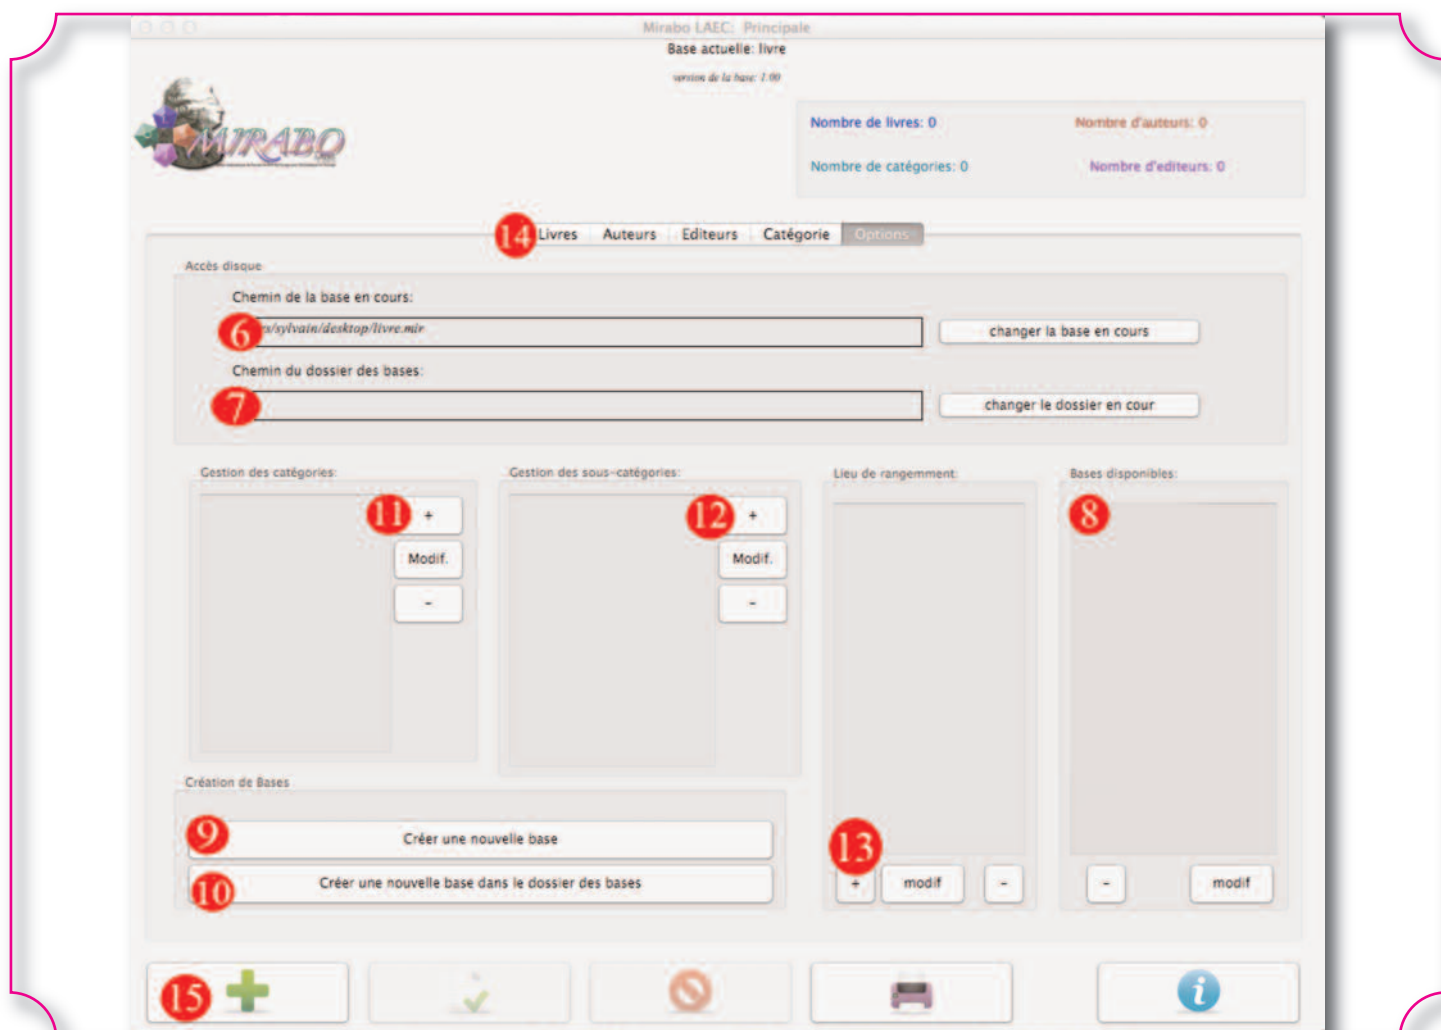 Mirabo LAEC: Principale
Base actuelle: livre
version de la base: 1.00
MIRABO
Nombre de livres: 0
Nombre d'auteurs: 0
Nombre de catégories: 0
Nombre d'editeurs: 0
14 Livres Auteurs Editeurs Catégorie Options
Accès disque
Chemin de la base en cours:
6 rs/sylvain/desktop/livre.mir
changer la base en cours
Chemin du dossier des bases:
7
changer le dossier en cour
Gestion des catégories:
Gestion des sous-catégories:
Lieu de rangemment:
Bases disponibles:
11 +
Modif.
-
12 +
Modif.
-
8
Création de Bases
9 Créer une nouvelle base
10 Créer une nouvelle base dans le dossier des bases
13
+ modif -
- modif
15
i